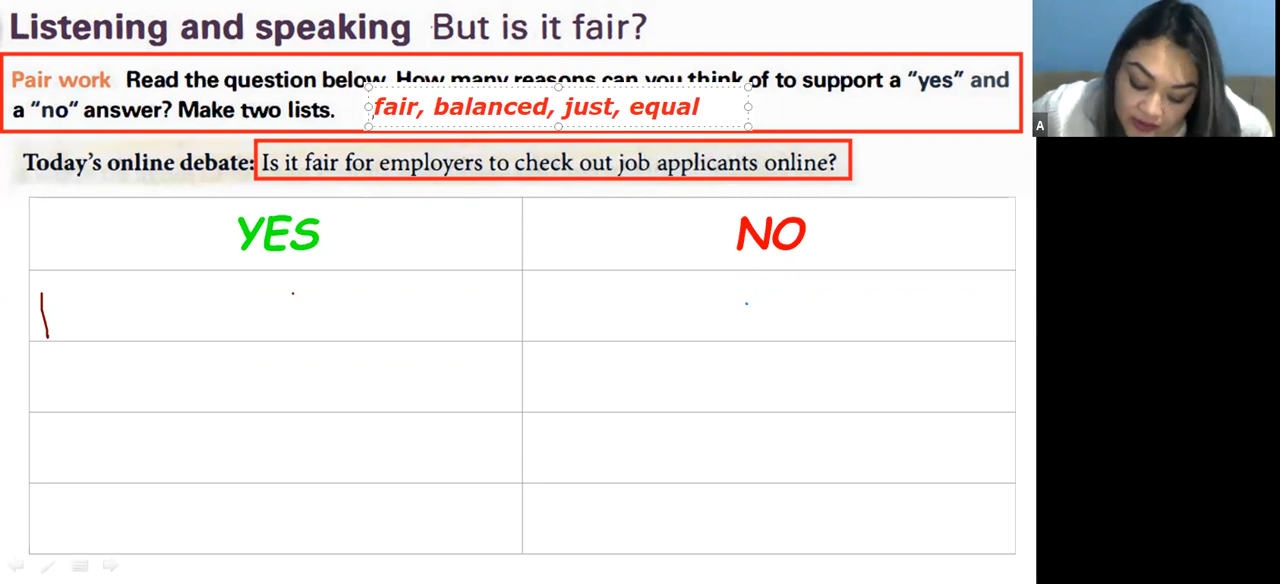 Listening and speaking But is it fair?
Pair work Read the question below. How many reasons can you think of to support a "yes" and
a "no" answer? Make two lists.
fair, balanced, just, equal
Today's online debate: Is it fair for employers to check out job applicants online?
YES
NO
A